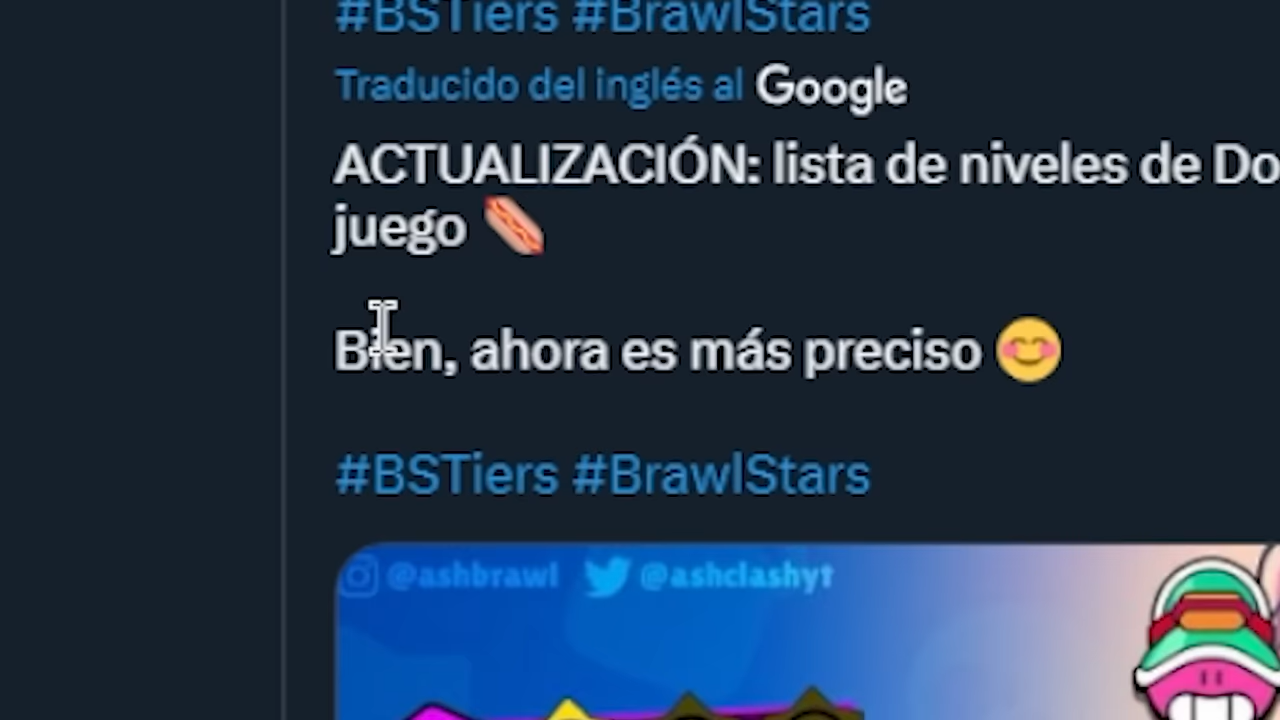 #BSTiers #BrawlStars
Traducido del inglés al Google
ACTUALIZACIÓN: lista de niveles de Do
juego 🌭
Bien, ahora es más preciso 😊
#BSTiers #BrawlStars
@ashbrawl @ashclashyt